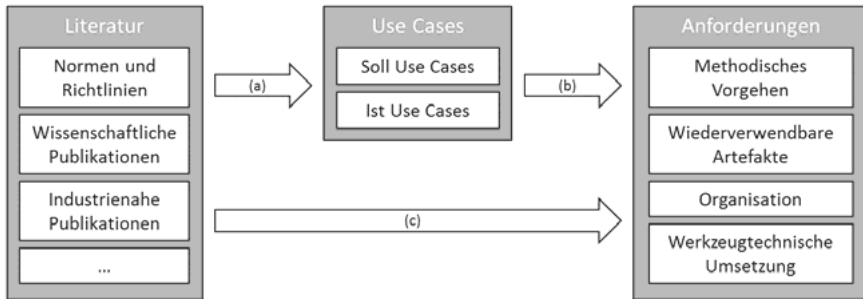 Literatur
Normen und
Richtlinien
Wissenschaftliche
Publikationen
Industrienahe
Publikationen
...
(a)
Use Cases
Soll Use Cases
Ist Use Cases
(b)
(c)
Anforderungen
Methodisches
Vorgehen
Wiederverwendbare
Artefakte
Organisation
Werkzeugtechnische
Umsetzung